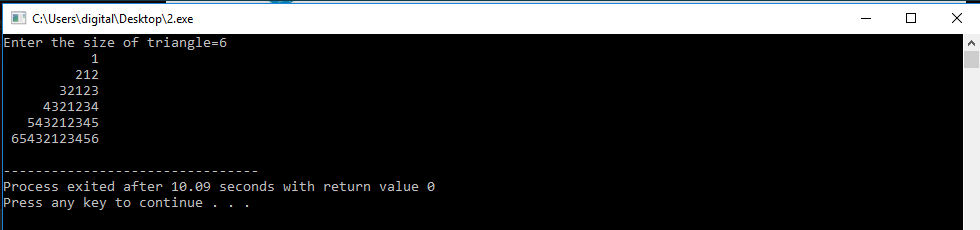 C:\Users\digital\Desktop\2.exe
Enter the size of triangle=6
           1
         212
       32123
     4321234
   543212345
 65432123456
--------------------------------
Process exited after 10.09 seconds with return value 0
Press any key to continue . . .